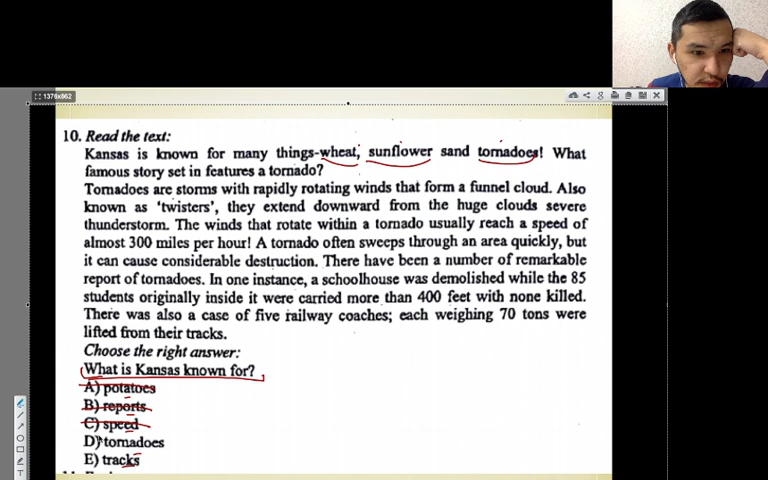 1376x862
10. Read the text:
Kansas is known for many things-wheat, sunflower sand tornadoes! What
famous story set in features a tornado?
Tornadoes are storms with rapidly rotating winds that form a funnel cloud. Also
known as 'twisters', they extend downward from the huge clouds severe
thunderstorm. The winds that rotate within a tornado usually reach a speed of
almost 300 miles per hour! A tornado often sweeps through an area quickly, but
it can cause considerable destruction. There have been a number of remarkable
report of tornadoes. In one instance, a schoolhouse was demolished while the 85
students originally inside it were carried more than 400 feet with none killed.
There was also a case of five railway coaches; each weighing 70 tons were
lifted from their tracks.
Choose the right answer:
What is Kansas known for?
A) potatoes
B) reports
C) speed
D) tornadoes
E) tracks